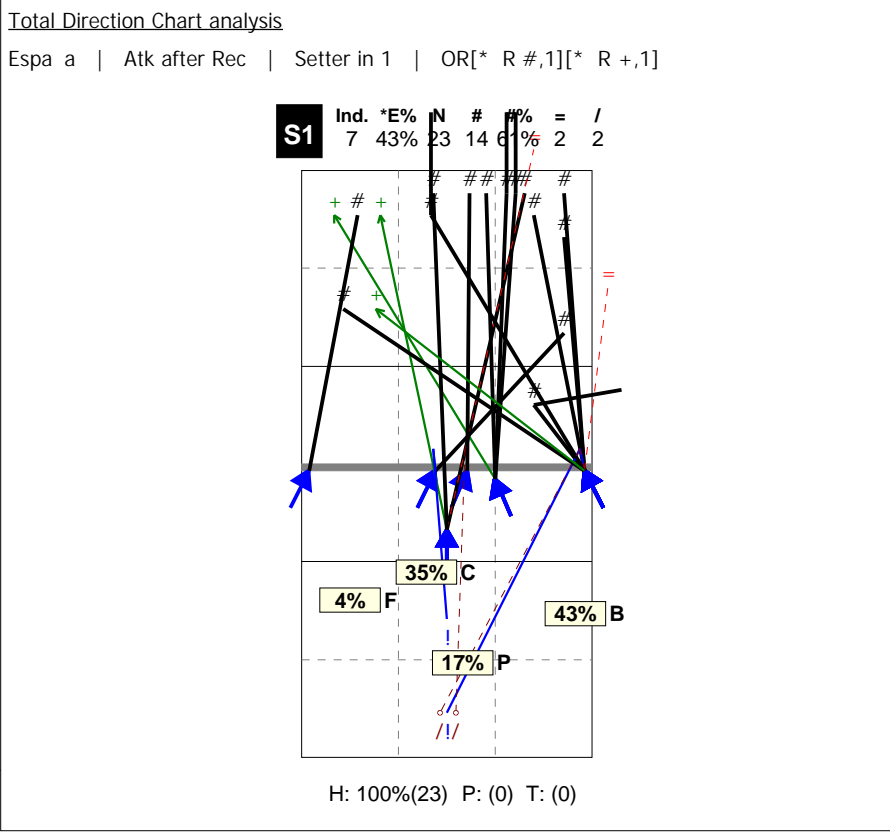 Total Direction Chart analysis
Espa a | Atk after Rec | Setter in 1 | OR[* R #,1][* R +,1]
S1
Ind. *E% N # #% = /
7 43% 23 14 61% 2 2
=
# # # # # # #
+ # + # #
#
=
# +
#
#
35% C
4% F
43% B
!
17% P
/ ! /
H: 100%(23) P: (0) T: (0)